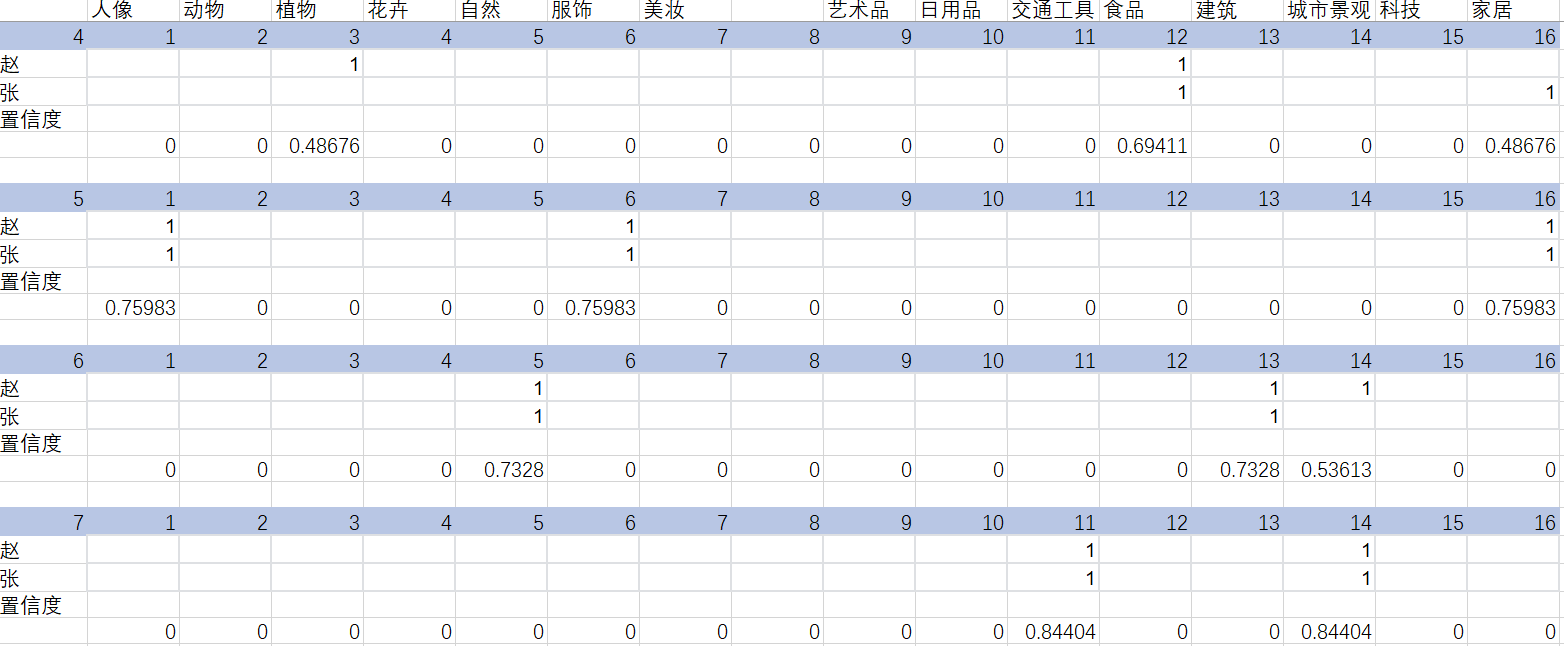 人像 动物 植物 花卉 自然 服饰 美妆 艺术品 日用品 交通工具 食品 建筑 城市景观 科技 家居
4 1 2 3 4 5 6 7 8 9 10 11 12 13 14 15 16
赵 1 1
张 1 1
置信度
0 0 0.48676 0 0 0 0 0 0 0 0 0.69411 0 0 0 0.48676
5 1 2 3 4 5 6 7 8 9 10 11 12 13 14 15 16
赵 1 1 1
张 1 1 1
置信度
0.75983 0 0 0 0 0.75983 0 0 0 0 0 0 0 0 0 0.75983
6 1 2 3 4 5 6 7 8 9 10 11 12 13 14 15 16
赵 1 1 1
张 1 1
置信度
0 0 0 0 0.7328 0 0 0 0 0 0 0 0.7328 0.53613 0 0
7 1 2 3 4 5 6 7 8 9 10 11 12 13 14 15 16
赵 1 1
张 1 1
置信度
0 0 0 0 0 0 0 0 0 0 0.84404 0 0 0.84404 0 0